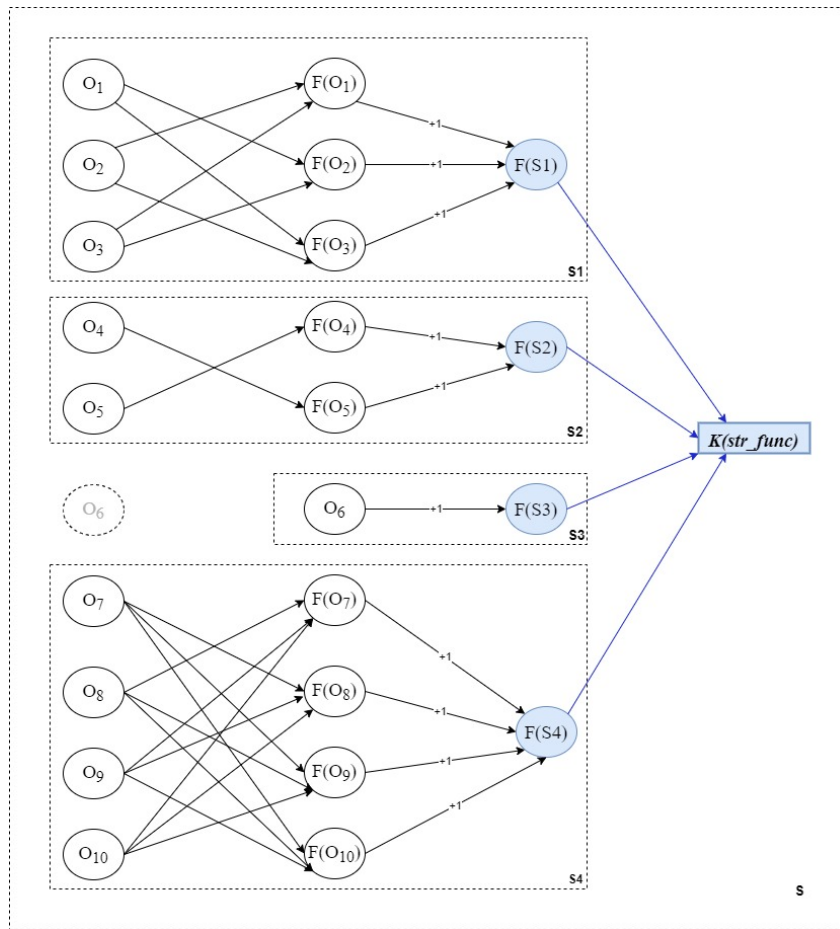 O1 F(O1)
+1
O2 F(O2) +1 F(S1)
+1
O3 F(O3)
S1
O4 F(O4)
+1 F(S2)
+1
O5 F(O5)
S2
K(str_func)
O6 O6 +1 F(S3)
S3
O7 F(O7)
+1
O8 F(O8)
+1 F(S4)
O9 F(O9) +1
+1
O10 F(O10)
S4
S